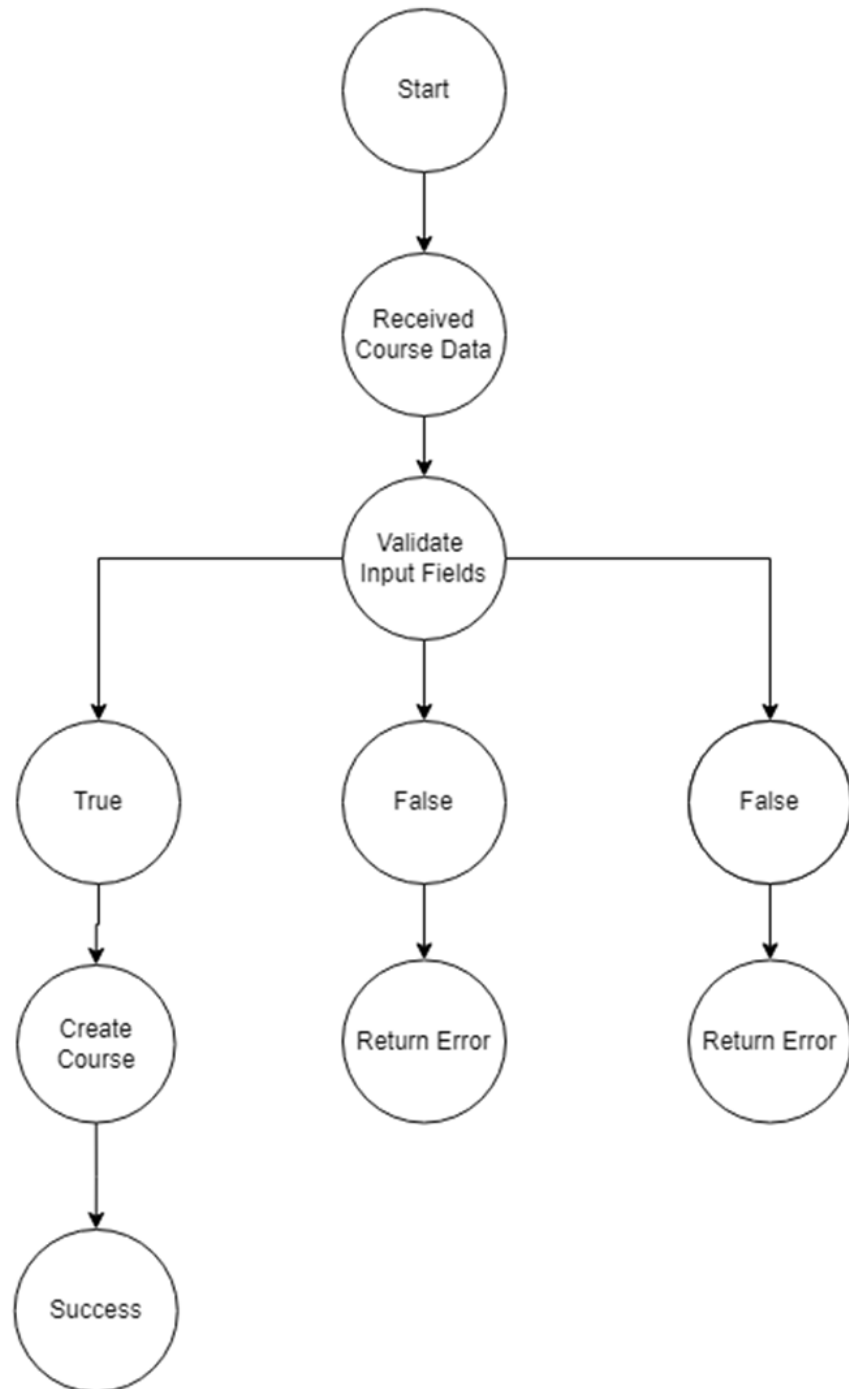 Start
Received
Course Data
Validate
Input Fields
True
False
False
Create
Course
Return Error
Return Error
Success